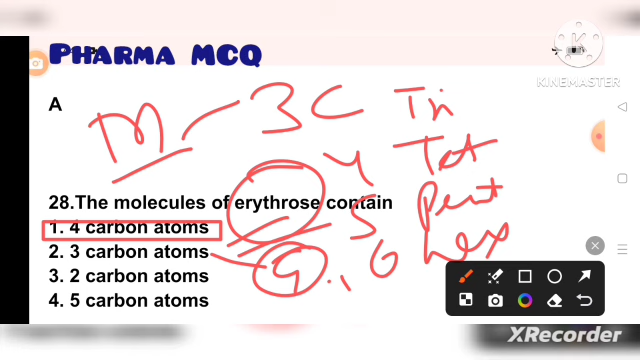 PHARMA MCQ
KINEMASTER
A
M 3C Tri
4 Tet
28.The molecules of erythrose contain
5 Pent
1. 4 carbon atoms
2. 3 carbon atoms
6 hex
3. 2 carbon atoms
4. 5 carbon atoms
XRecorder